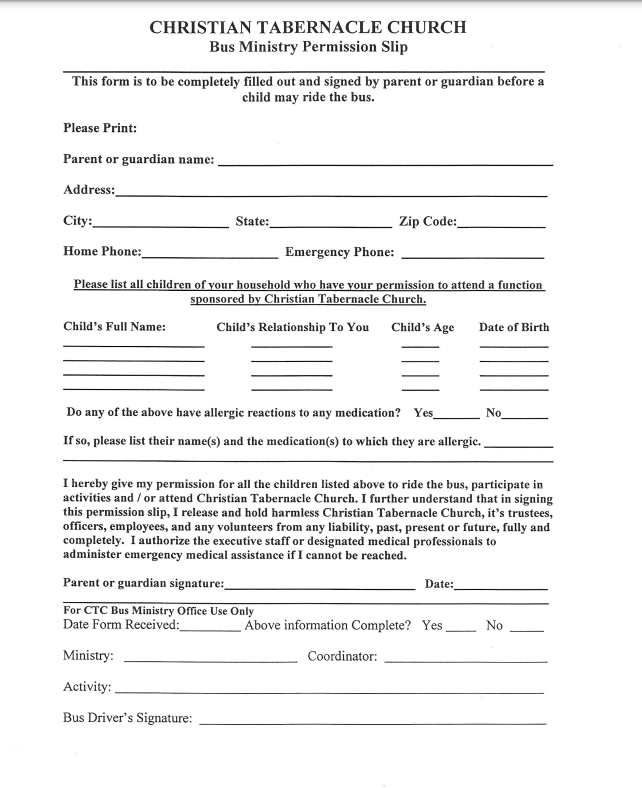 CHRISTIAN TABERNACLE CHURCH
Bus Ministry Permission Slip
This form is to be completely filled out and signed by parent or guardian before a
child may ride the bus.
Please Print:
Parent or guardian name:
Address:
City: State: Zip Code:
Home Phone: Emergency Phone:
Please list all children of your household who have your permission to attend a function
sponsored by Christian Tabernacle Church.
Child's Full Name: Child's Relationship To You Child's Age Date of Birth
Do any of the above have allergic reactions to any medication? Yes No
If so, please list their name(s) and the medication(s) to which they are allergic.
I hereby give my permission for all the children listed above to ride the bus, participate in
activities and / or attend Christian Tabernacle Church. I further understand that in signing
this permission slip, I release and hold harmless Christian Tabernacle Church, it's trustees,
officers, employees, and any volunteers from any liability, past, present or future, fully and
completely. I authorize the executive staff or designated medical professionals to
administer emergency medical assistance if I cannot be reached.
Parent or guardian signature: Date:
For CTC Bus Ministry Office Use Only
Date Form Received: Above information Complete? Yes No
Ministry: Coordinator:
Activity:
Bus Driver's Signature: